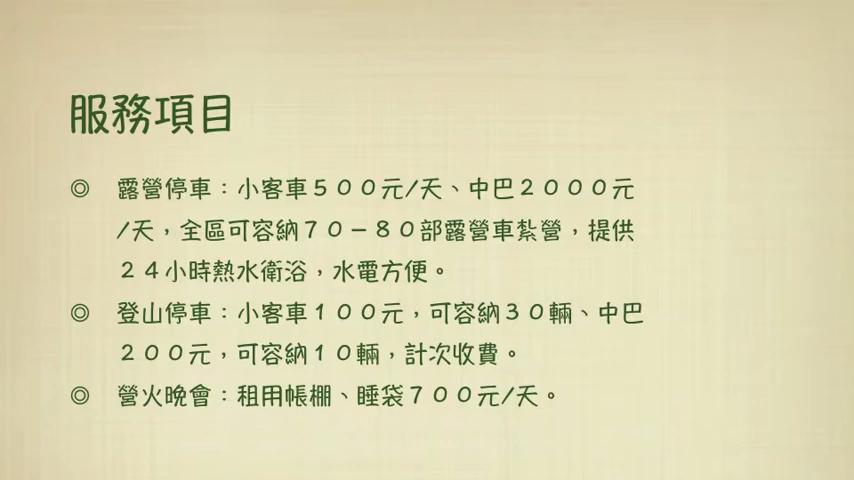 服務項目
◎ 露營停車：小客車５００元/天、中巴２０００元
/天，全區可容納７０－８０部露營車紮營，提供
２４小時熱水衛浴，水電方便。
◎ 登山停車：小客車１００元，可容納３０輛、中巴
２００元，可容納１０輛，計次收費。
◎ 營火晚會：租用帳棚、睡袋７００元/天。